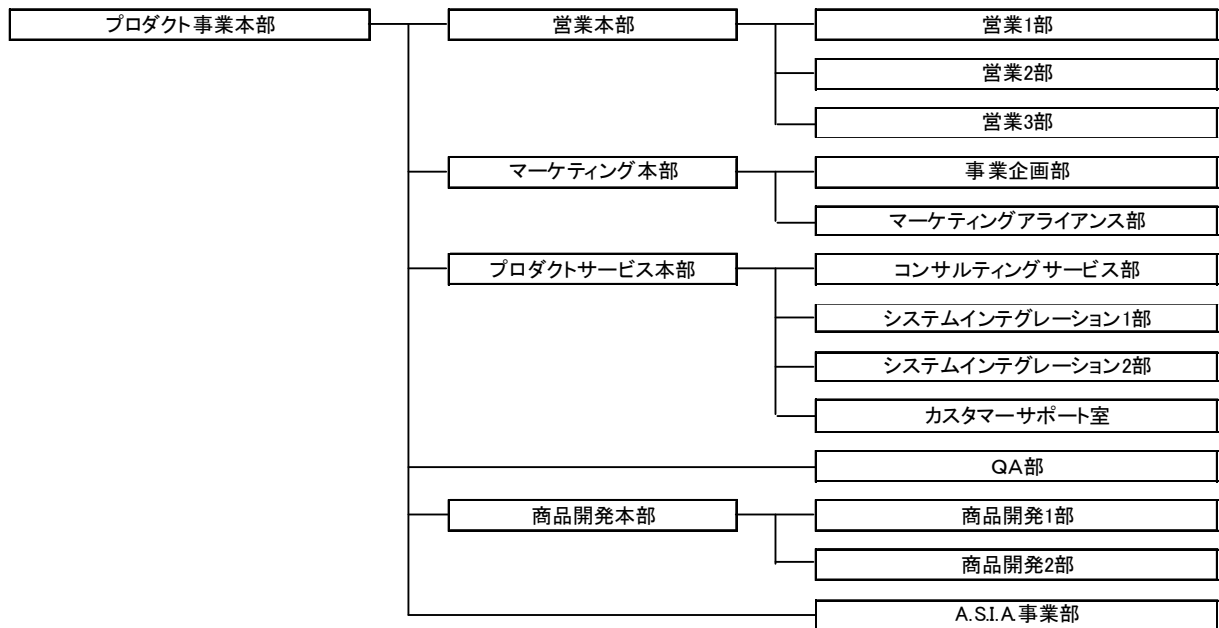 プロダクト事業本部
営業本部
営業1部
営業2部
営業3部
マーケティング本部
事業企画部
マーケティングアライアンス部
プロダクトサービス本部
コンサルティングサービス部
システムインテグレーション1部
システムインテグレーション2部
カスタマーサポート室
QA部
商品開発本部
商品開発1部
商品開発2部
A.S.I.A.事業部